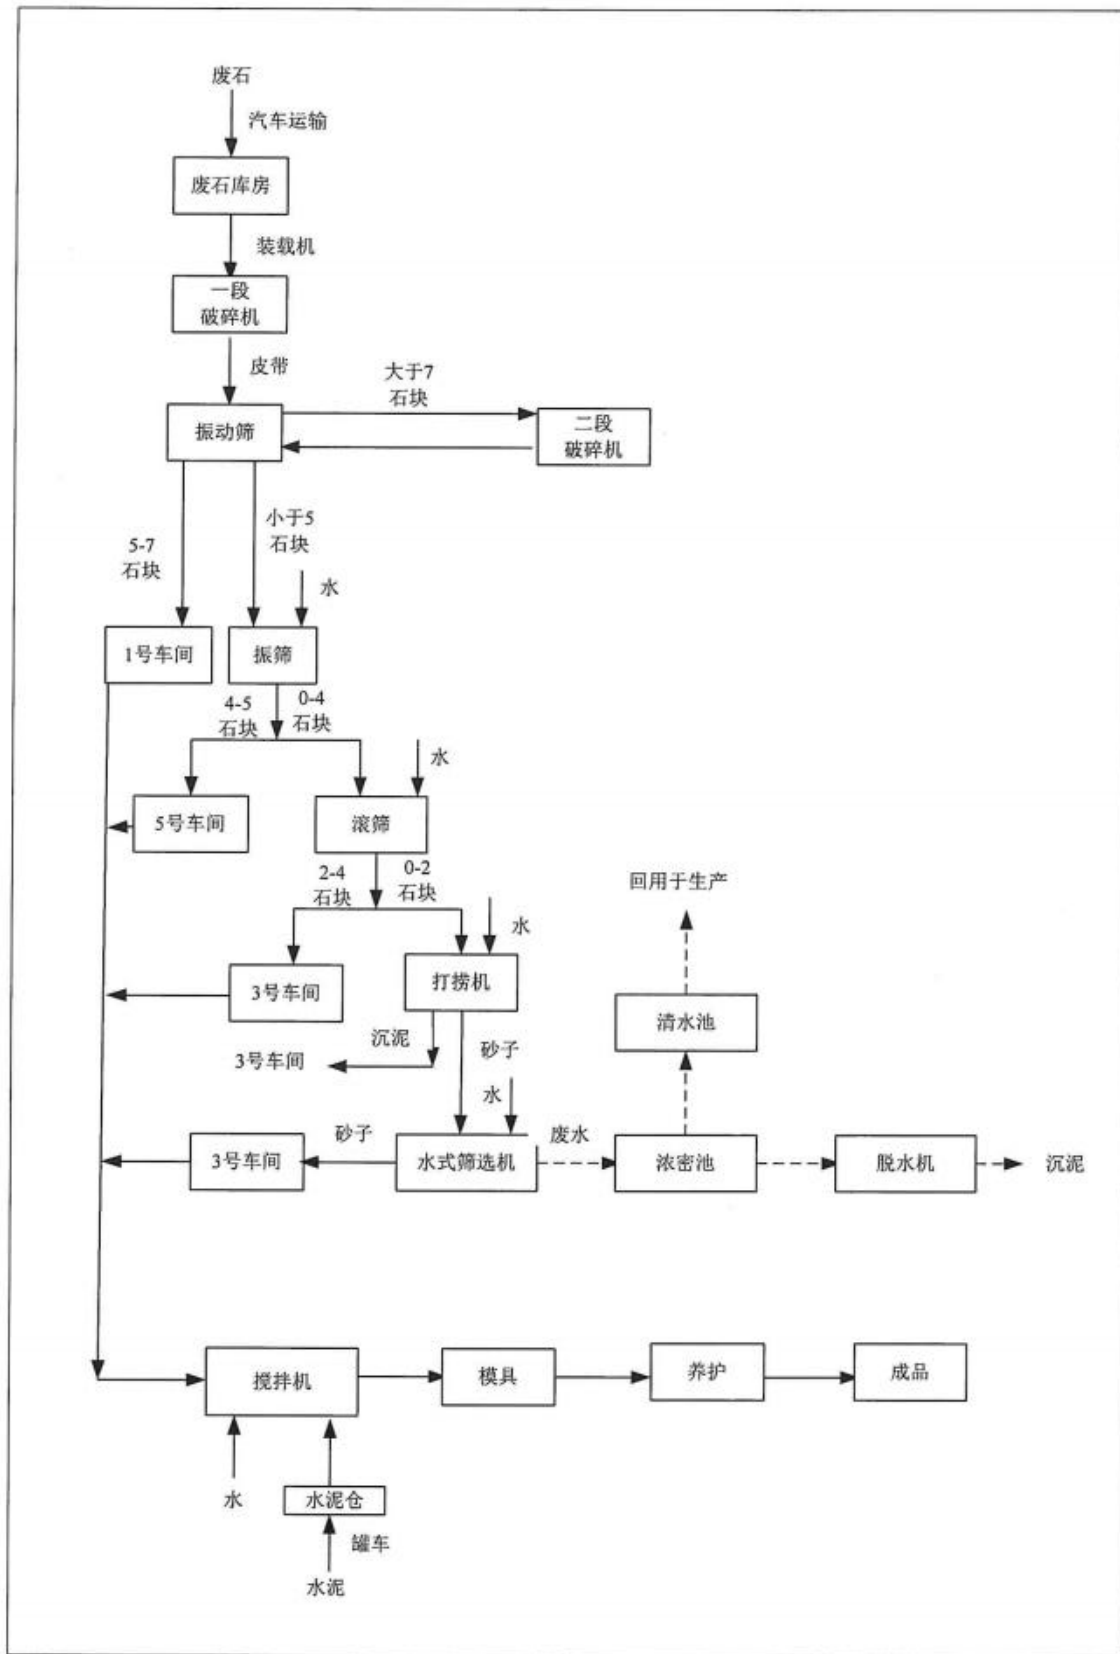 废石
汽车运输
废石库房
装载机
一段
破碎机
皮带
大于7
石块
振动筛
二段
破碎机
小于5
石块
5-7
石块
水
1号车间
振筛
4-5
石块
0-4
石块
水
5号车间
滚筛
2-4
石块
0-2
石块
回用于生产
水
3号车间
打捞机
清水池
沉泥
砂子
3号车间
水
砂子
废水
3号车间
水式筛选机
浓密池
脱水机
沉泥
搅拌机
模具
养护
成品
水
水泥仓
罐车
水泥